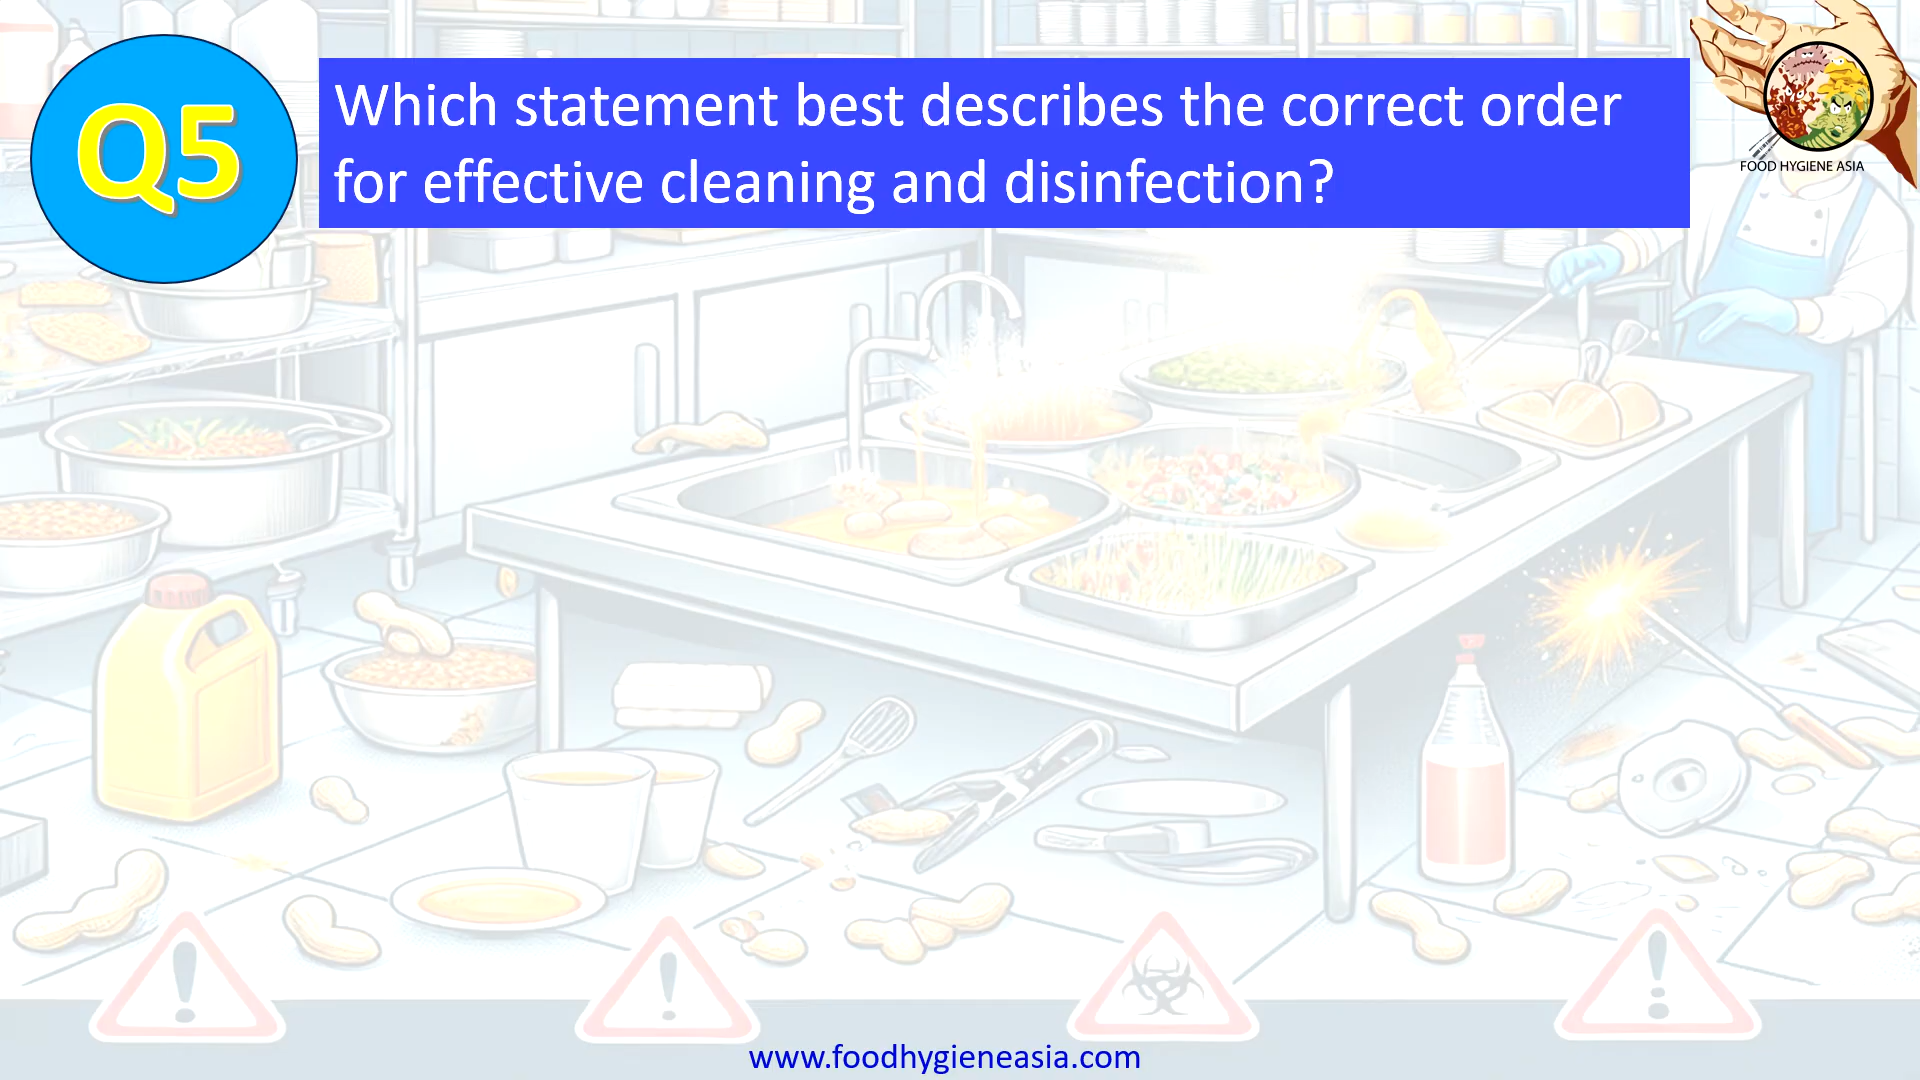 Q5
Which statement best describes the correct order
for effective cleaning and disinfection?
FOOD HYGIENE ASIA
www.foodhygieneasia.com